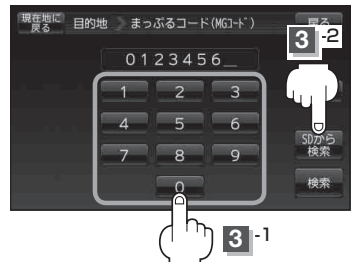 現在地に
戻る
目的地 まっぷるコード(MGコード)
戻る
3 -2
0123456_
1 2 3
4 5 6
7 8 9
0
SDから
検索
検索
3 -1